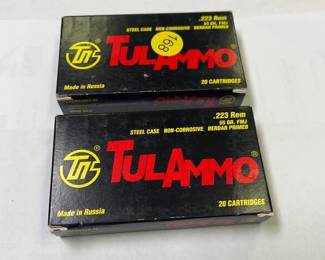 .223 Rem
55 GR. FMJ
STEEL CASE NON-CORROSIVE BERDAN PRIMED
168
TULAMMO®
Made in Russia
20 CARTRIDGES
.223 Rem
55 GR. FMJ
STEEL CASE NON-CORROSIVE BERDAN PRIMED
TULAMMO®
Made in Russia
20 CARTRIDGES